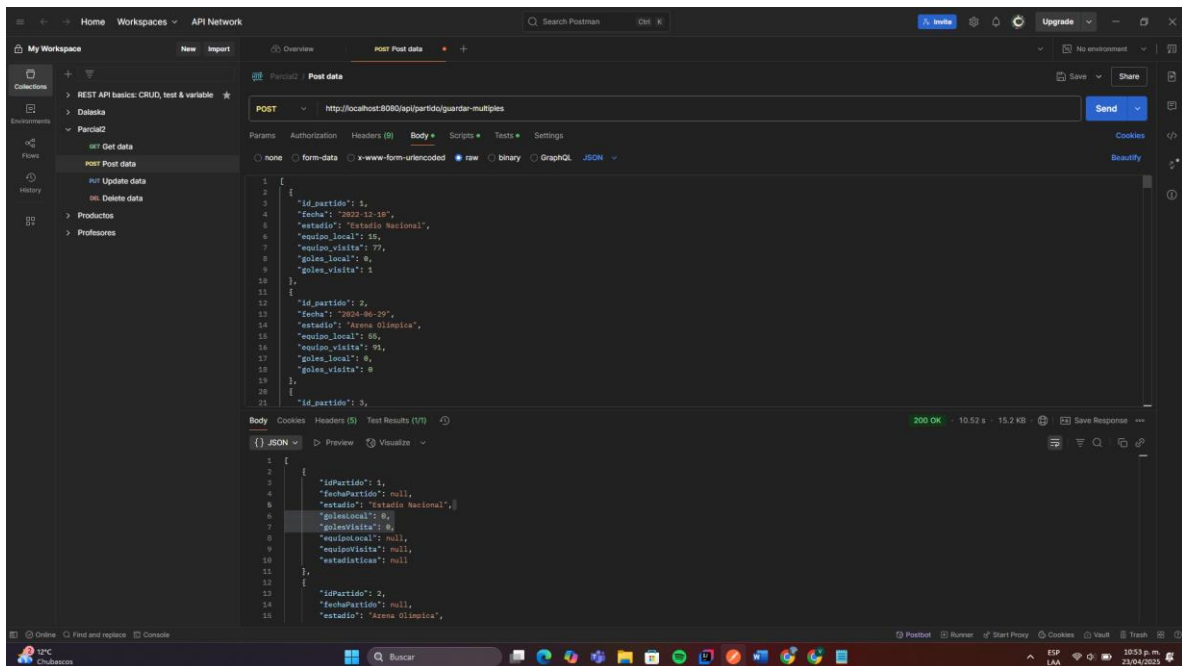 Home Workspaces API Network Search Postman Ctrl K Invite Upgrade
My Workspace New Import Overview POST Post data + No environment
Collections
Environments
Flows
History
REST API basics: CRUD, test & variable
Dalaska
Parcial2
GET Get data
POST Post data
PUT Update data
DEL Delete data
Productos
Profesores
HTTP Parcial2 / Post data Save Share
POST http://localhost:8080/api/partido/guardar-multiples Send
Params Authorization Headers (9) Body Scripts Tests Settings Cookies
none form-data x-www-form-urlencoded raw binary GraphQL JSON Beautify
1 [
2 {
3 "id_partido": 1,
4 "fecha": "2022-12-18",
5 "estadio": "Estadio Nacional",
6 "equipo_local": 15,
7 "equipo_visita": 77,
8 "goles_local": 0,
9 "goles_visita": 1
10 },
11 {
12 "id_partido": 2,
13 "fecha": "2024-06-29",
14 "estadio": "Arena Olimpica",
15 "equipo_local": 55,
16 "equipo_visita": 91,
17 "goles_local": 0,
18 "goles_visita": 0
19 },
20 {
21 "id_partido": 3,
Body Cookies Headers (5) Test Results (1/1) 200 OK 10.52 s 15.2 KB Save Response
{} JSON Preview Visualize
1 [
2 {
3 "idPartido": 1,
4 "fechaPartido": null,
5 "estadio": "Estadio Nacional",
6 "golesLocal": 0,
7 "golesVisita": 0,
8 "equipoLocal": null,
9 "equipoVisita": null,
10 "estadisticas": null
11 },
12 {
13 "idPartido": 2,
14 "fechaPartido": null,
15 "estadio": "Arena Olimpica",
Online Find and replace Console Postbot Runner Start Proxy Cookies Vault Trash
12°C
Chubascos
Buscar
ESP
LAA
10:53 p. m.
23/04/2025